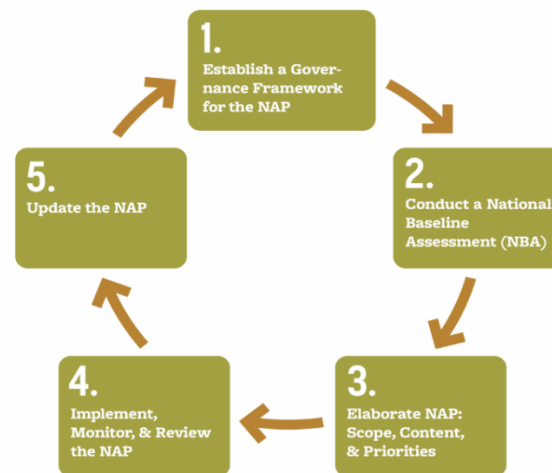 1.
Establish a Gover-
nance Framework
for the NAP
2.
Conduct a National
Baseline
Assessment (NBA)
3.
Elaborate NAP:
Scope, Content,
& Priorities
4.
Implement,
Monitor, & Review
the NAP
5.
Update the NAP